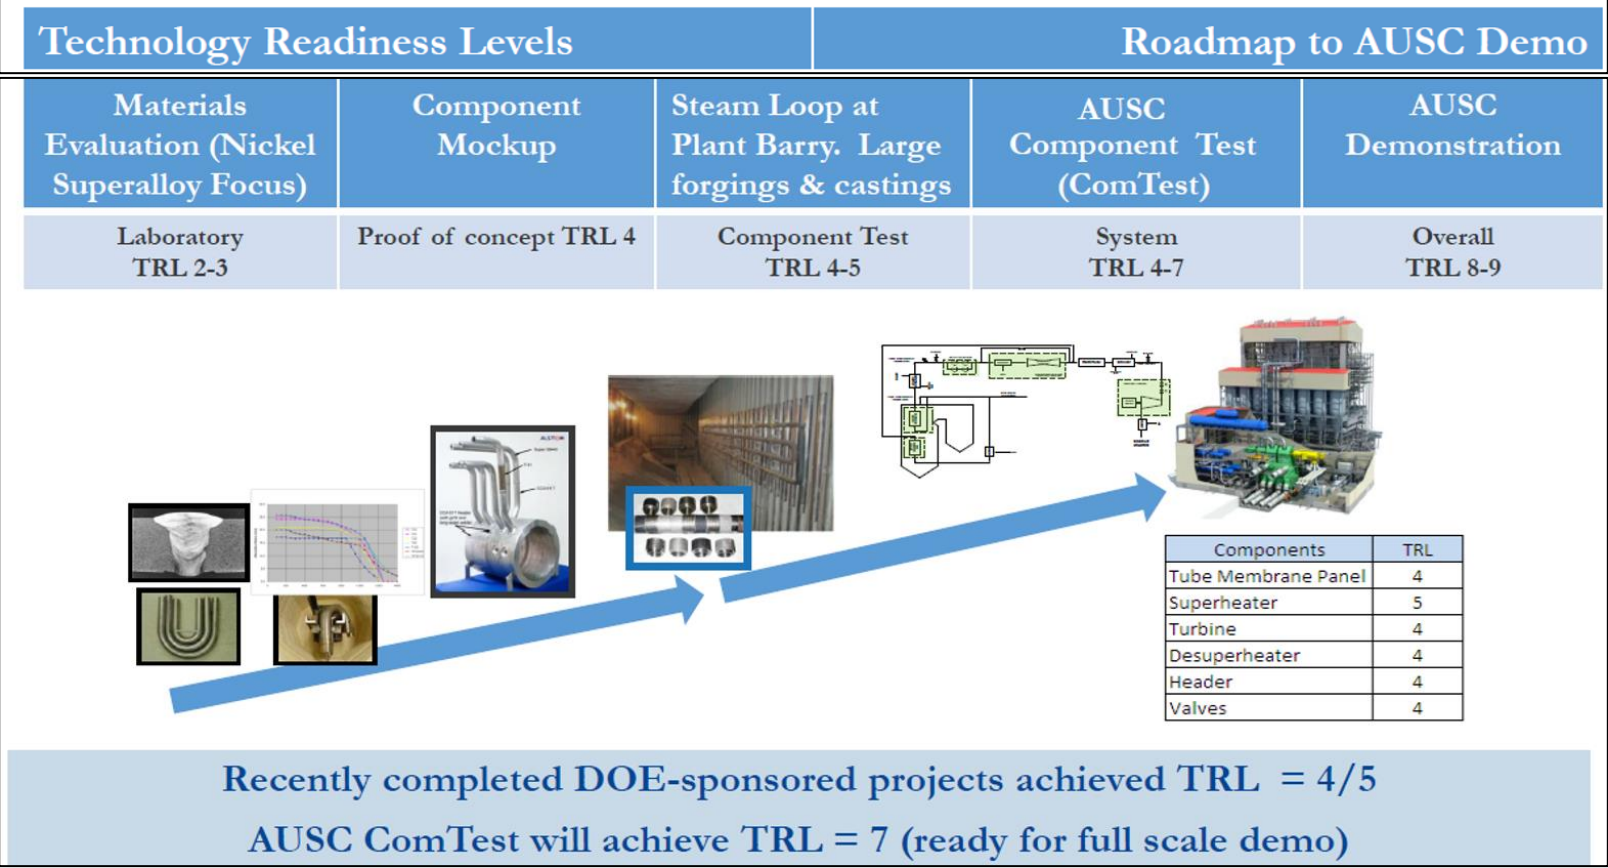 Technology Readiness Levels
Roadmap to AUSC Demo
Materials
Evaluation (Nickel
Superalloy Focus)
Component
Mockup
Steam Loop at
Plant Barry. Large
forgings & castings
AUSC
Component Test
(ComTest)
AUSC
Demonstration
Laboratory
TRL 2-3
Proof of concept TRL 4
Component Test
TRL 4-5
System
TRL 4-7
Overall
TRL 8-9
ALSTOM
Components TRL
Tube Membrane Panel 4
Superheater 5
Turbine 4
Desuperheater 4
Header 4
Valves 4
Recently completed DOE-sponsored projects achieved TRL = 4/5
AUSC ComTest will achieve TRL = 7 (ready for full scale demo)